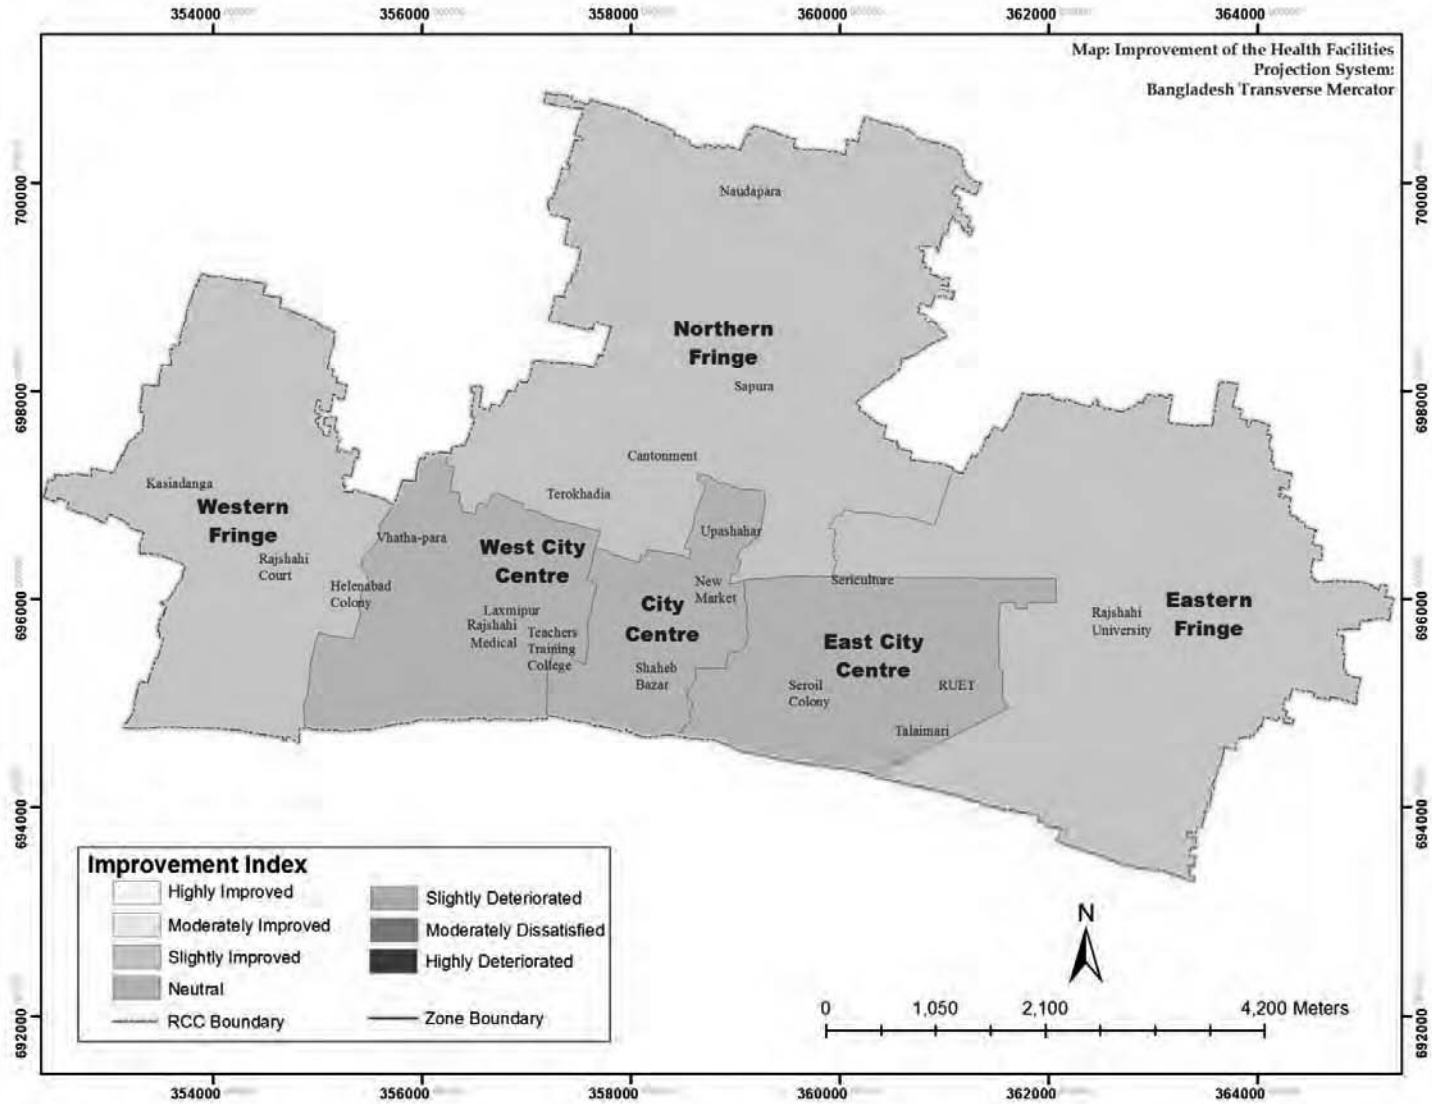 354000 356000 358000 360000 362000 364000
Map: Improvement of the Health Facilities
Projection System:
Bangladesh Transverse Mercator
700000
700000
Naudapara
Northern
Fringe
Sapura
698000
698000
Cantonment
Terokhadia
Kasiadanga
Western
Fringe
Rajshahi
Court
Helenabad
Colony
Vhatha-para
West City
Centre
Laxmipur
Rajshahi
Medical
Teachers
Training
College
Upashahar
New
Market
City
Centre
Shaheb
Bazar
Sericulture
East City
Centre
Seroil
Colony
RUET
Talaimari
Rajshahi
University
Eastern
Fringe
696000
696000
694000
694000
Improvement Index
Highly Improved
Moderately Improved
Slightly Improved
Neutral
RCC Boundary
Slightly Deteriorated
Moderately Dissatisfied
Highly Deteriorated
Zone Boundary
N
0 1,050 2,100 4,200 Meters
692000
692000
354000 356000 358000 360000 362000 364000